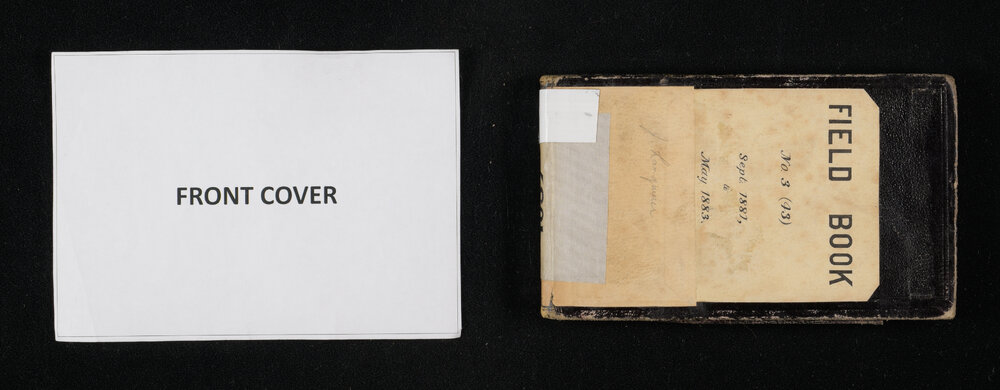 FRONT COVER
FIELD BOOK
No 3 (43)
Sept. 1881,
to
May 1883.